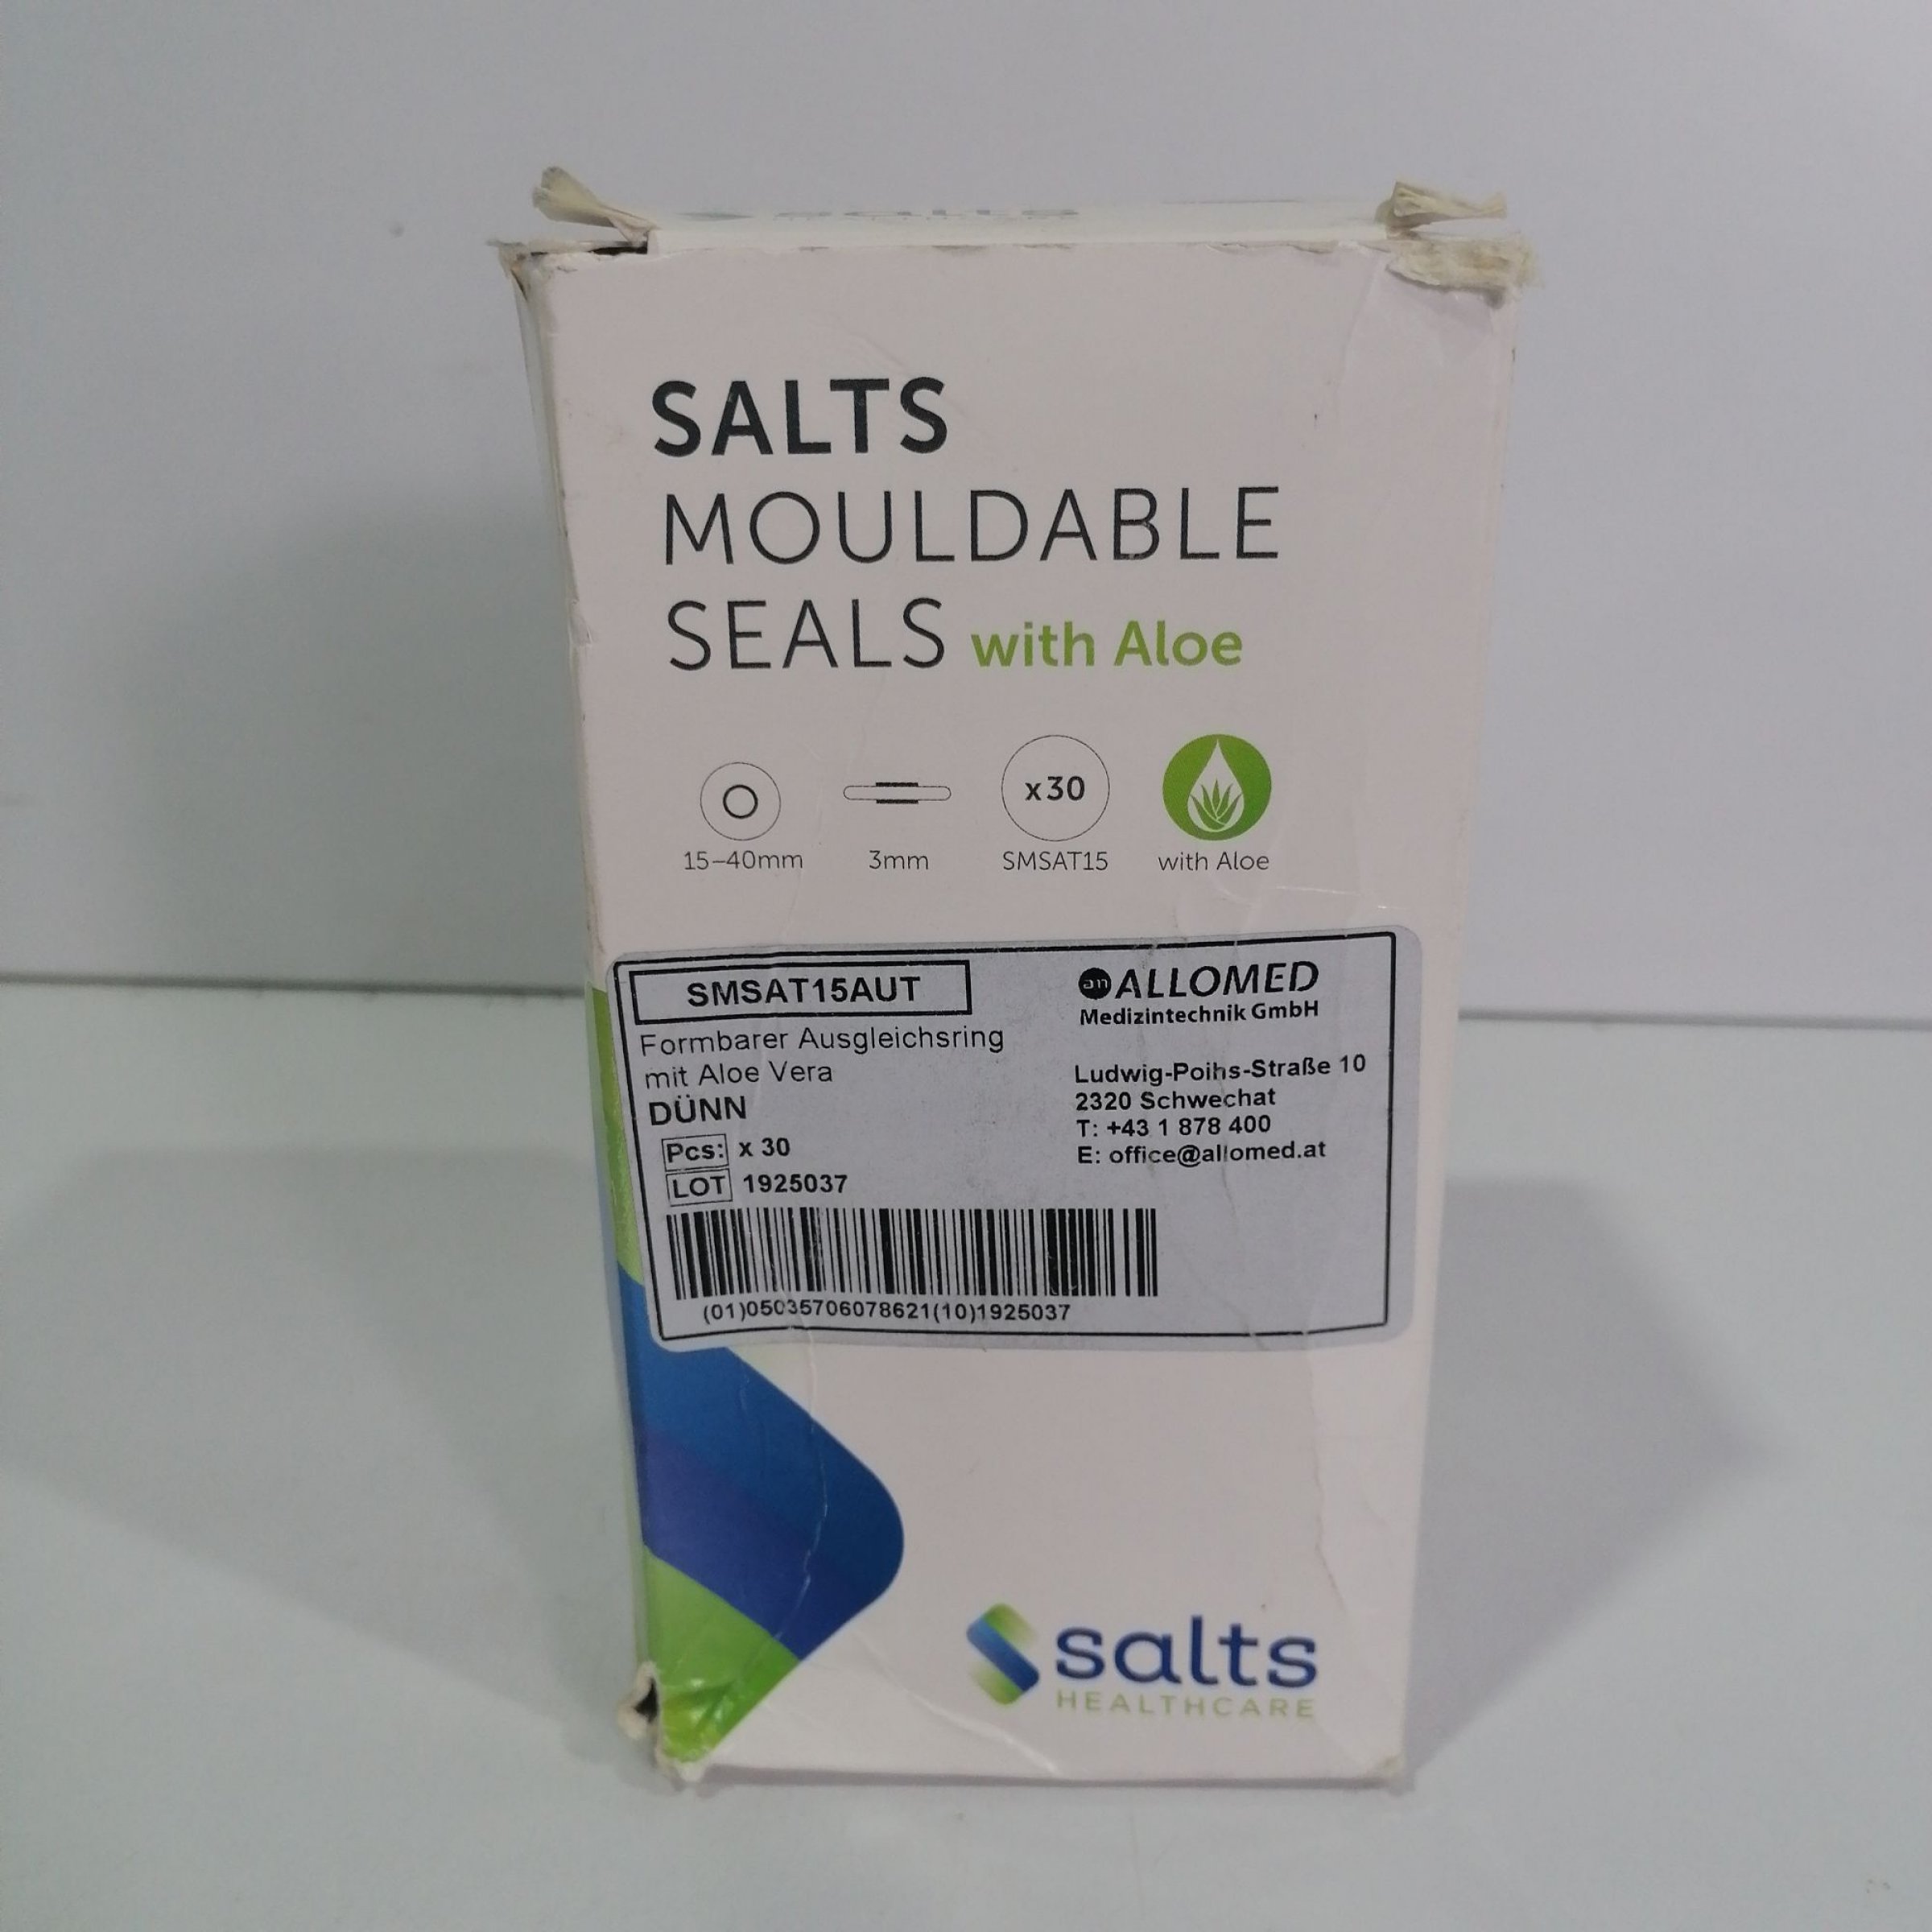 salts
SALTS
MOULDABLE
SEALS with Aloe
x30
15–40mm 3mm SMSAT15 with Aloe
SMSAT15AUT
Formbarer Ausgleichsring
mit Aloe Vera
DÜNN
Pcs: x 30
LOT 1925037
an ALLOMED
Medizintechnik GmbH
Ludwig-Poihs-Straße 10
2320 Schwechat
T: +43 1 878 400
E: office@allomed.at
(01)05035706078621(10)1925037
salts
HEALTHCARE